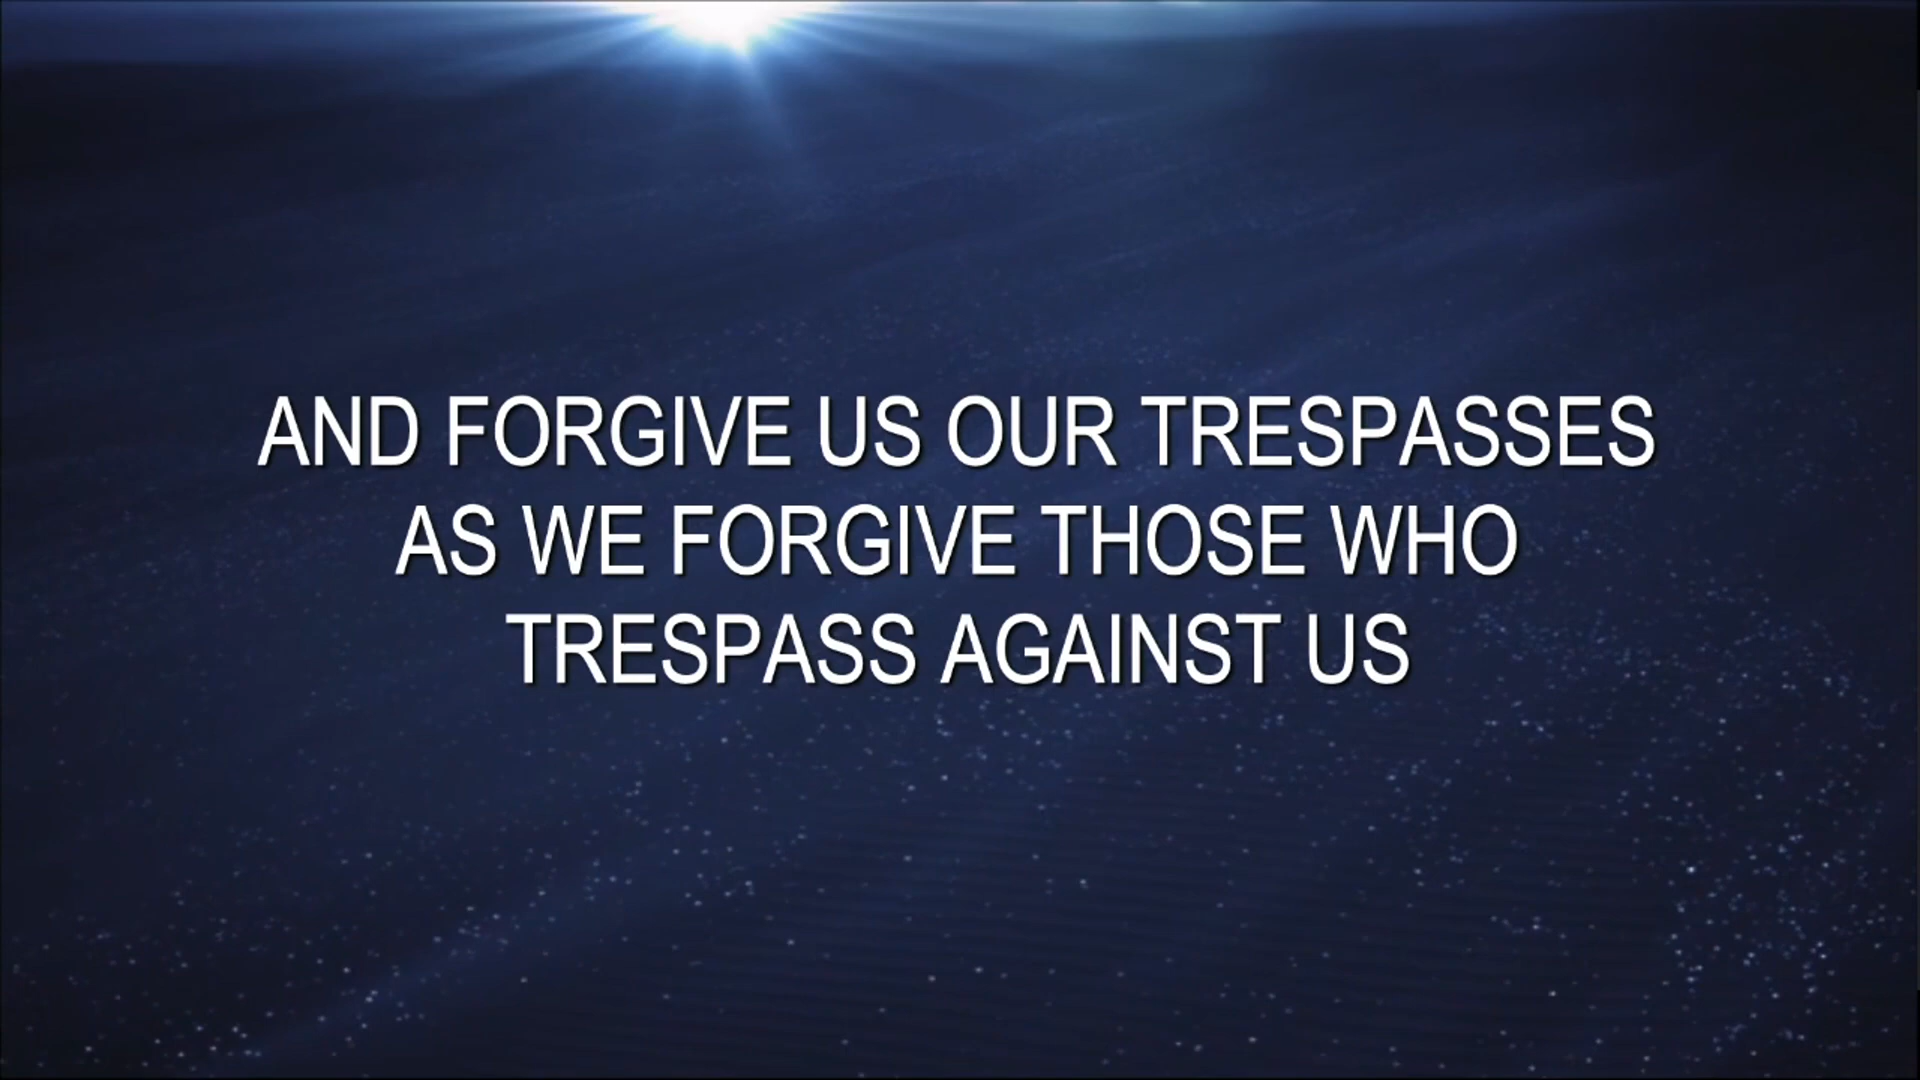 AND FORGIVE US OUR TRESPASSES
AS WE FORGIVE THOSE WHO
TRESPASS AGAINST US